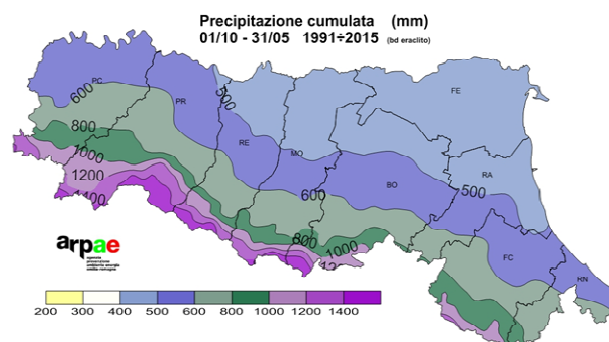 Precipitazione cumulata (mm)
01/10 - 31/05 1991÷2015 (bd eraclito)
PC
600
PR
500
FE
800
RE
MO
1000
1200
RA
BO
500
600
1400
800
1000
FC
RN
arpae
200 300 400 500 600 800 1000 1200 1400